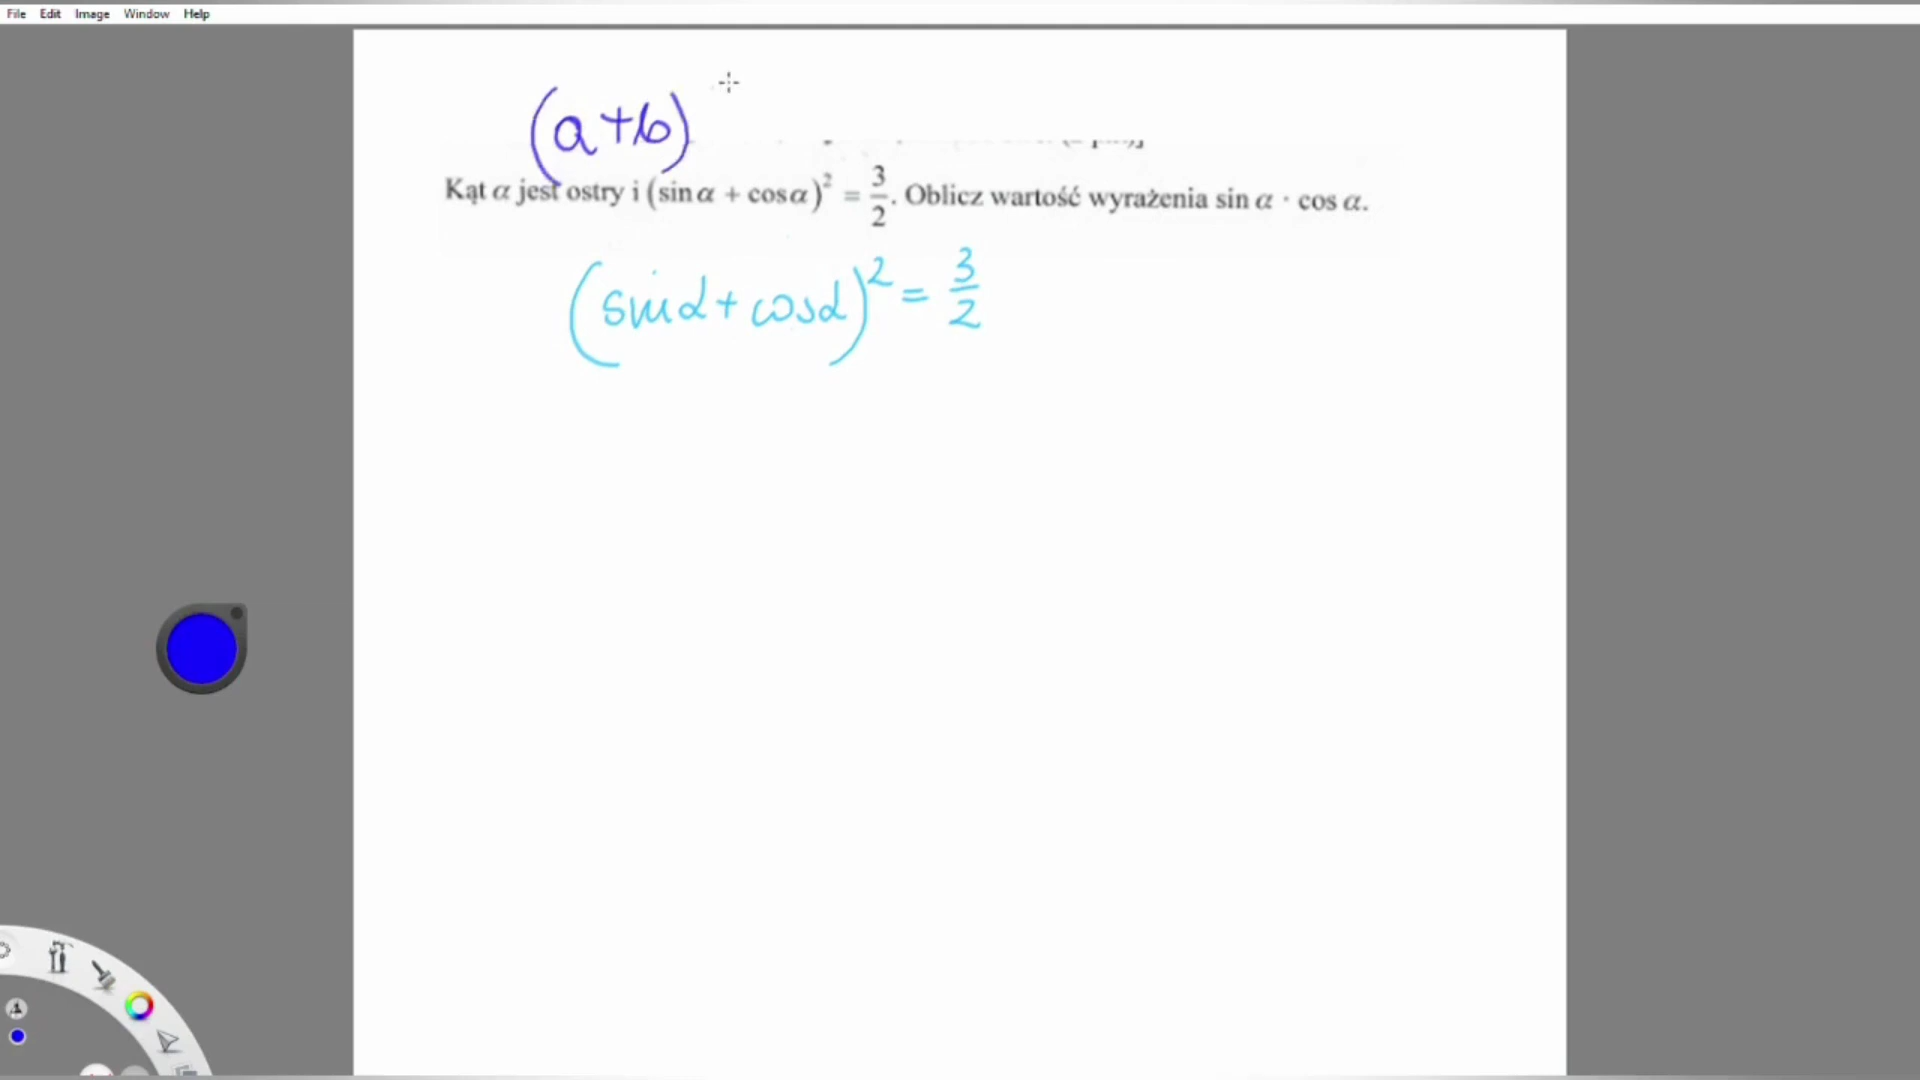 File Edit Image Window Help
(a+b)
Kąt α jest ostry i (sin α + cos α)² = 3/2. Oblicz wartość wyrażenia sin α · cos α.
(sinα + cosα)² = 3/2